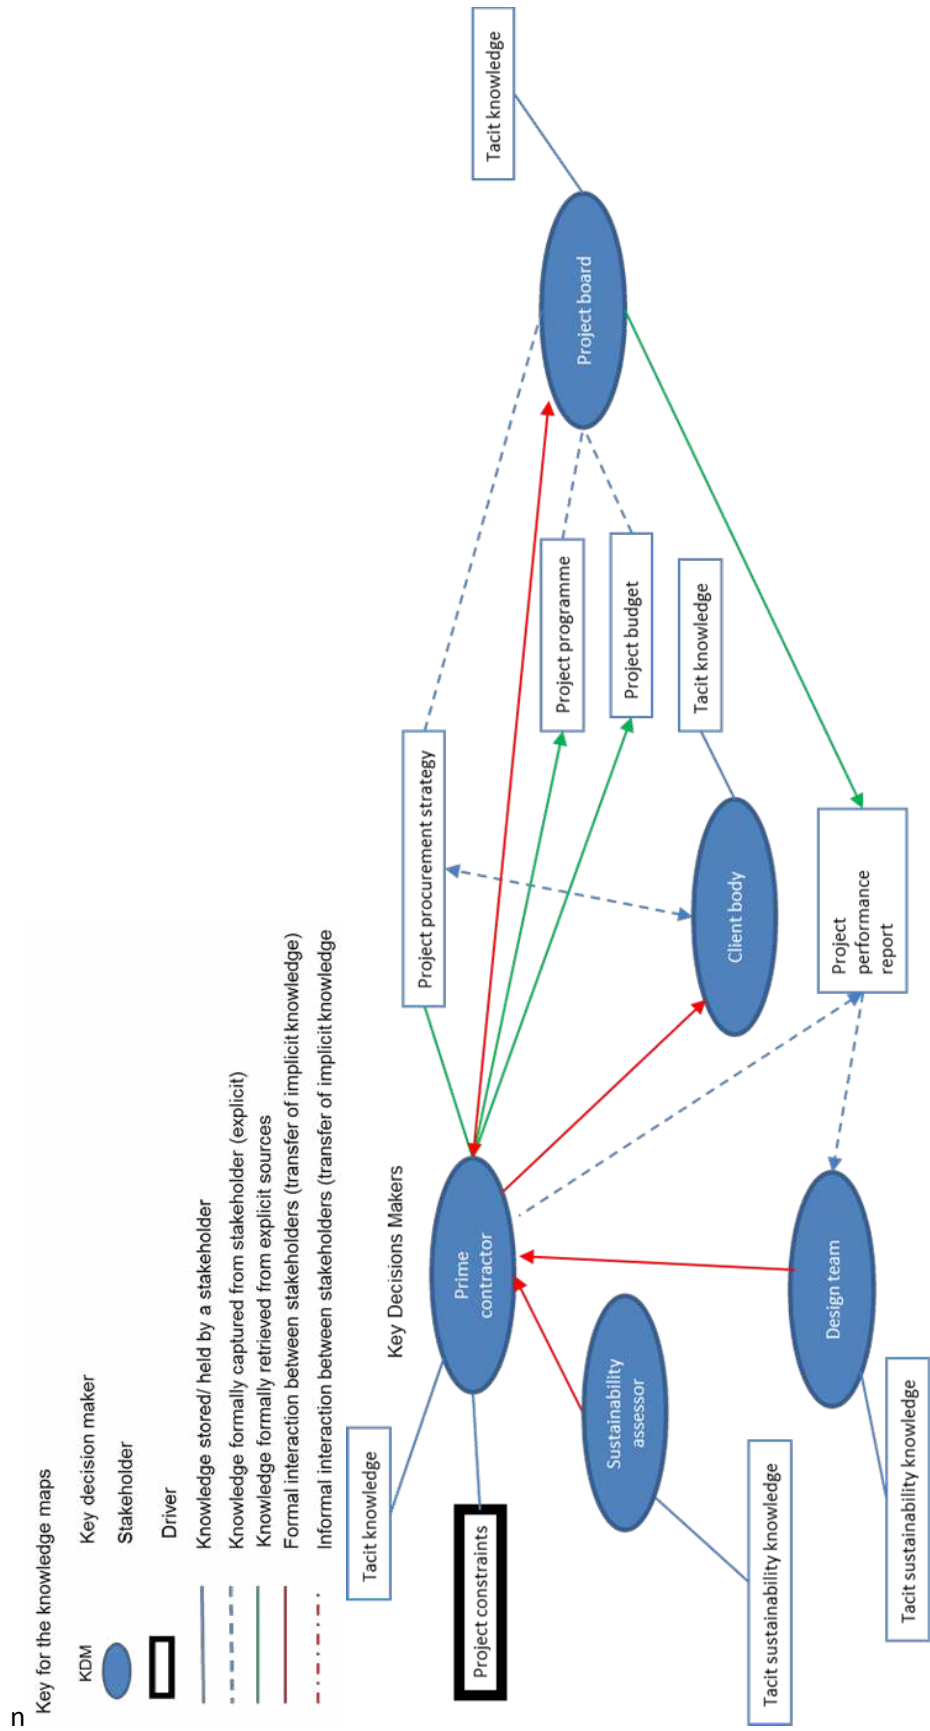 n
Key for the knowledge maps
KDM
Key decision maker
Stakeholder
Driver
Knowledge stored/ held by a stakeholder
Knowledge formally captured from stakeholder (explicit)
Knowledge formally retrieved from explicit sources
Formal interaction between stakeholders (transfer of implicit knowledge)
Informal interaction between stakeholders (transfer of implicit knowledge
Tacit knowledge
Key Decisions Makers
Project procurement strategy
Tacit knowledge
Project constraints
Prime
contractor
Project programme
Project board
Project budget
Sustainability
assessor
Client body
Tacit knowledge
Tacit sustainability knowledge
Design team
Project
performance
report
Tacit sustainability knowledge